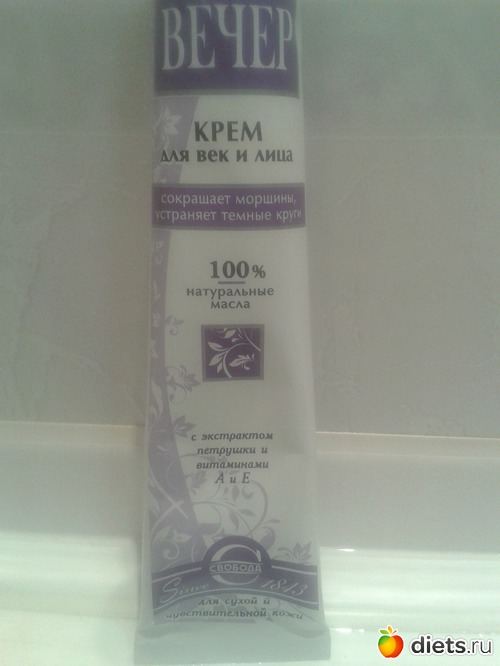 ВЕЧЕР
КРЕМ
для век и лица
сокращает морщины,
устраняет темные круги
100%
натуральные
масла
с экстрактом
петрушки и
витаминами
А и Е
СВОБОДА
Since 1843
для сухой и
чувствительной кожи
diets.ru